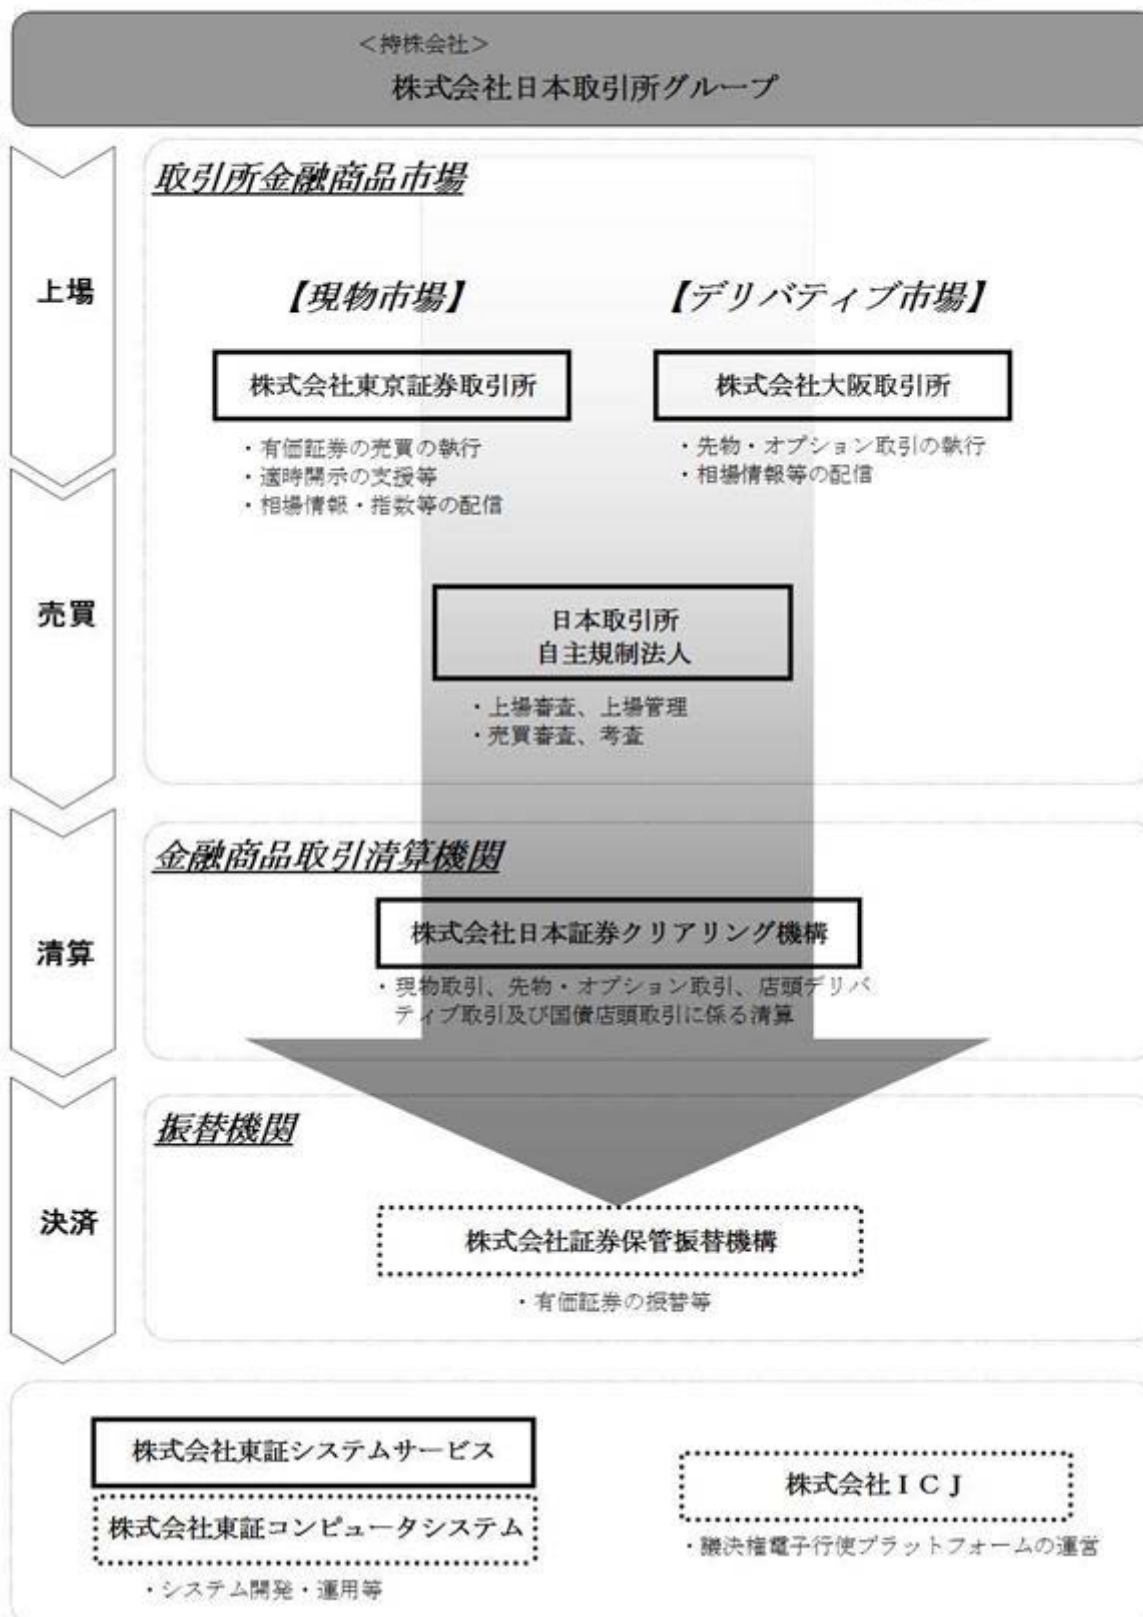 <持株会社>
株式会社日本取引所グループ
取引所金融商品市場
上場
【現物市場】
【デリバティブ市場】
株式会社東京証券取引所
株式会社大阪取引所
・有価証券の売買の執行
・適時開示の支援等
・相場情報・指数等の配信
・先物・オプション取引の執行
・相場情報等の配信
売買
日本取引所
自主規制法人
・上場審査、上場管理
・売買審査、考査
金融商品取引清算機関
清算
株式会社日本証券クリアリング機構
・現物取引、先物・オプション取引、店頭デリバ
ティブ取引及び国債店頭取引に係る清算
振替機関
決済
株式会社証券保管振替機構
・有価証券の振替等
株式会社東証システムサービス
株式会社東証コンピュータシステム
・システム開発・運用等
株式会社ICJ
・議決権電子行使プラットフォームの運営